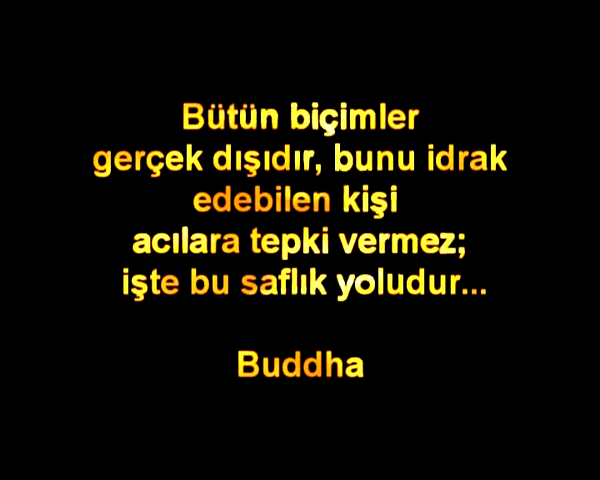 Bütün biçimler
gerçek dışıdır, bunu idrak
edebilen kişi
acılara tepki vermez;
işte bu saflık yoludur...
Buddha